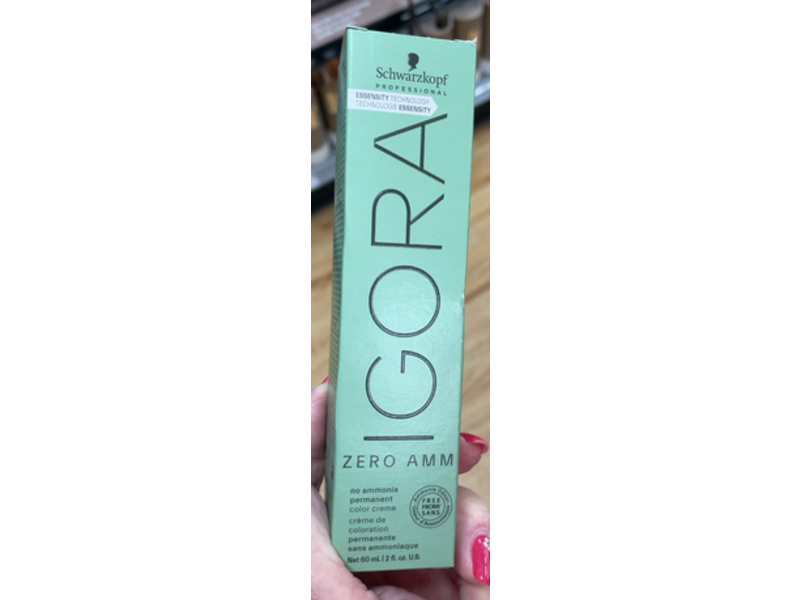 Schwarzkopf
PROFESSIONAL
ESSENSITY TECHNOLOGY
TECHNOLOGIE ESSENSITY
IGORA
ZERO AMM
no ammonia
permanent
color creme
crème de
coloration
permanente
sans ammoniaque
Net 60 mL / 2 fl. oz. U.S.
FREE
FROM/
SANS